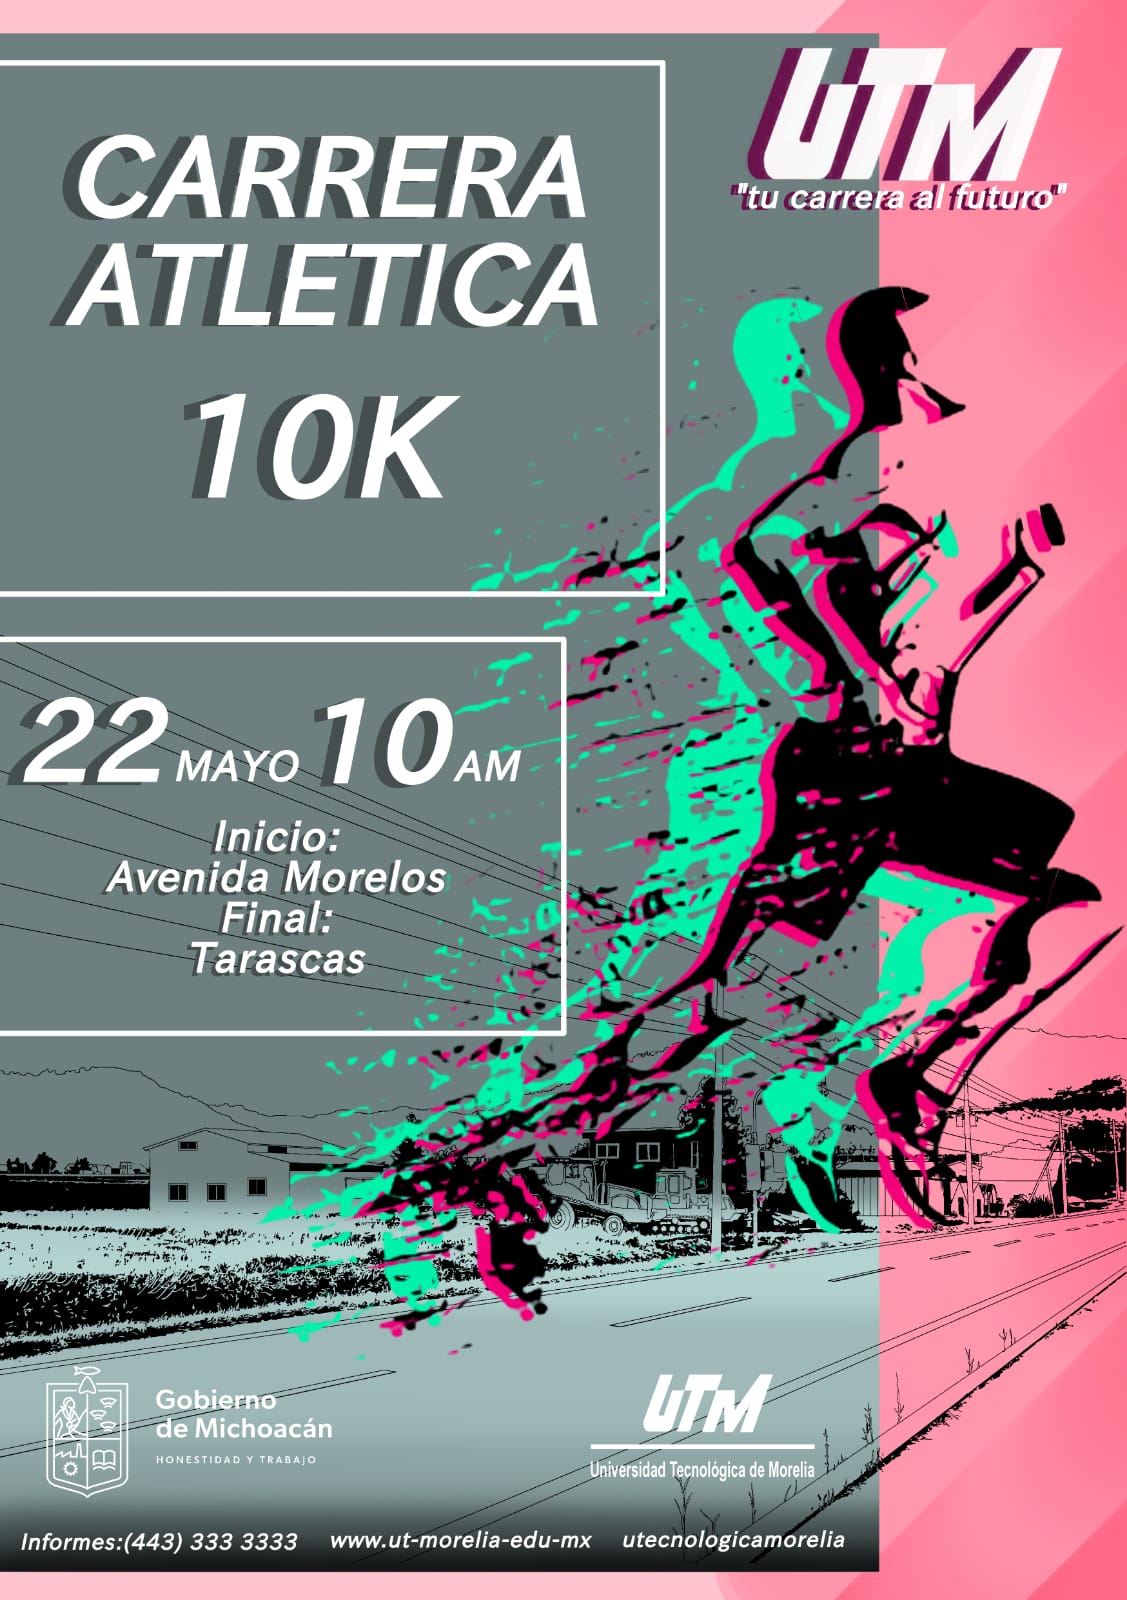 UTM
"tu carrera al futuro"
CARRERA
ATLETICA
10K
22 MAYO 10 AM
Inicio:
Avenida Morelos
Final:
Tarascas
Gobierno
de Michoacán
HONESTIDAD Y TRABAJO
UTM
Universidad Tecnológica de Morelia
Informes:(443) 333 3333 www.ut-morelia-edu-mx utecnologicamorelia